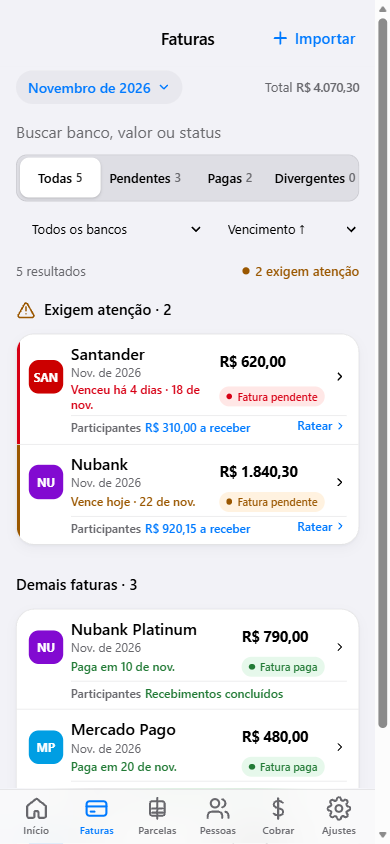 Faturas
+ Importar
Novembro de 2026
Total R$ 4.070,30
Buscar banco, valor ou status
Todas 5
Pendentes 3
Pagas 2
Divergentes 0
Todos os bancos
Vencimento ↑
5 resultados
● 2 exigem atenção
Exigem atenção · 2
SAN
Santander
Nov. de 2026
Venceu há 4 dias · 18 de
nov.
R$ 620,00
● Fatura pendente
Participantes R$ 310,00 a receber
Ratear
NU
Nubank
Nov. de 2026
Vence hoje · 22 de nov.
R$ 1.840,30
● Fatura pendente
Participantes R$ 920,15 a receber
Ratear
Demais faturas · 3
NU
Nubank Platinum
Nov. de 2026
Paga em 10 de nov.
R$ 790,00
● Fatura paga
Participantes Recebimentos concluídos
MP
Mercado Pago
Nov. de 2026
Paga em 20 de nov.
R$ 480,00
● Fatura paga
Início
Faturas
Parcelas
Pessoas
Cobrar
Ajustes